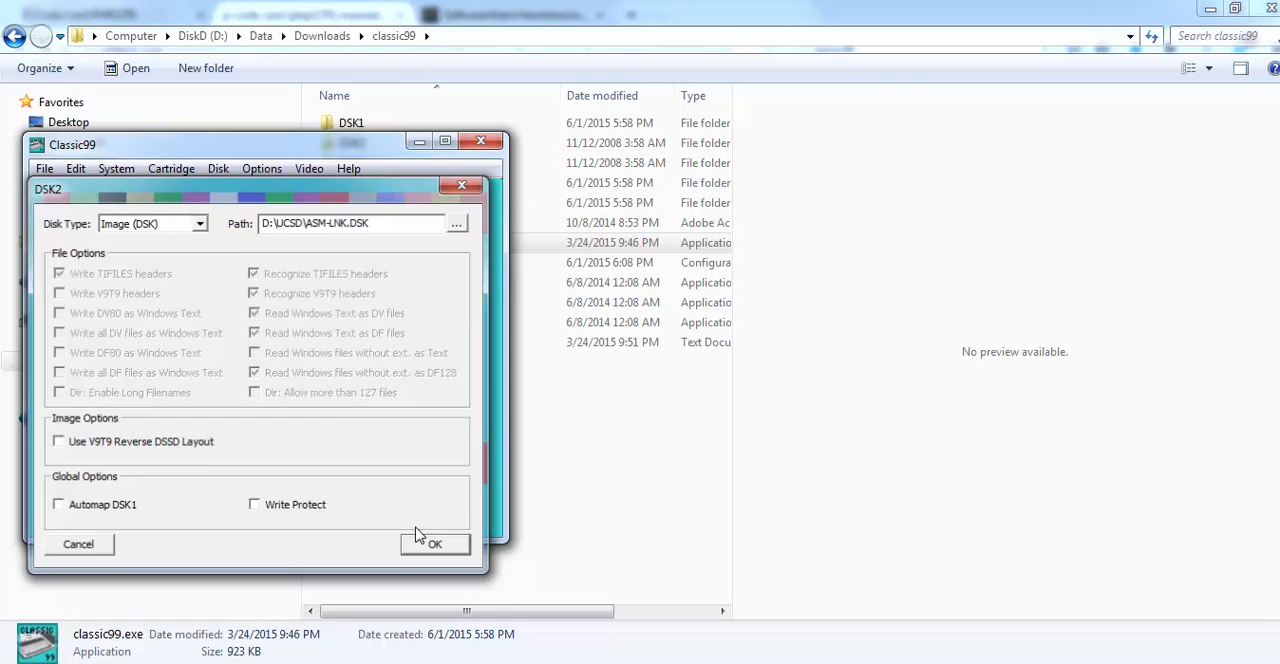 Computer DiskD (D:) Data Downloads classic99 Search classic99
Organize Open New folder
Name Date modified Type
Favorites
Desktop
DSK1 6/1/2015 5:58 PM File folder
11/12/2008 3:58 AM File folder
11/12/2008 3:58 AM File folder
6/1/2015 5:58 PM File folder
6/1/2015 5:58 PM File folder
10/8/2014 8:53 PM Adobe Ac
3/24/2015 9:46 PM Applicatio
6/1/2015 6:08 PM Configura
6/8/2014 12:08 AM Applicatio
6/8/2014 12:08 AM Applicatio
6/8/2014 12:08 AM Applicatio
3/24/2015 9:51 PM Text Docu
No preview available.
Classic99
File Edit System Cartridge Disk Options Video Help
DSK2
Disk Type: Image (DSK) Path: D:\UCSD\ASM-LNK.DSK ...
File Options
Write TIFILES headers Recognize TIFILES headers
Write V9T9 headers Recognize V9T9 headers
Write DV80 as Windows Text Read Windows Text as DV files
Write all DV files as Windows Text Read Windows Text as DF files
Write DF80 as Windows Text Read Windows files without ext. as Text
Write all DF files as Windows Text Read Windows files without ext. as DF128
Dir: Enable Long Filenames Dir: Allow more than 127 files
Image Options
Use V9T9 Reverse DSSD Layout
Global Options
Automap DSK1 Write Protect
Cancel OK
CLASSIC 99
classic99.exe Date modified: 3/24/2015 9:46 PM Date created: 6/1/2015 5:58 PM
Application Size: 923 KB